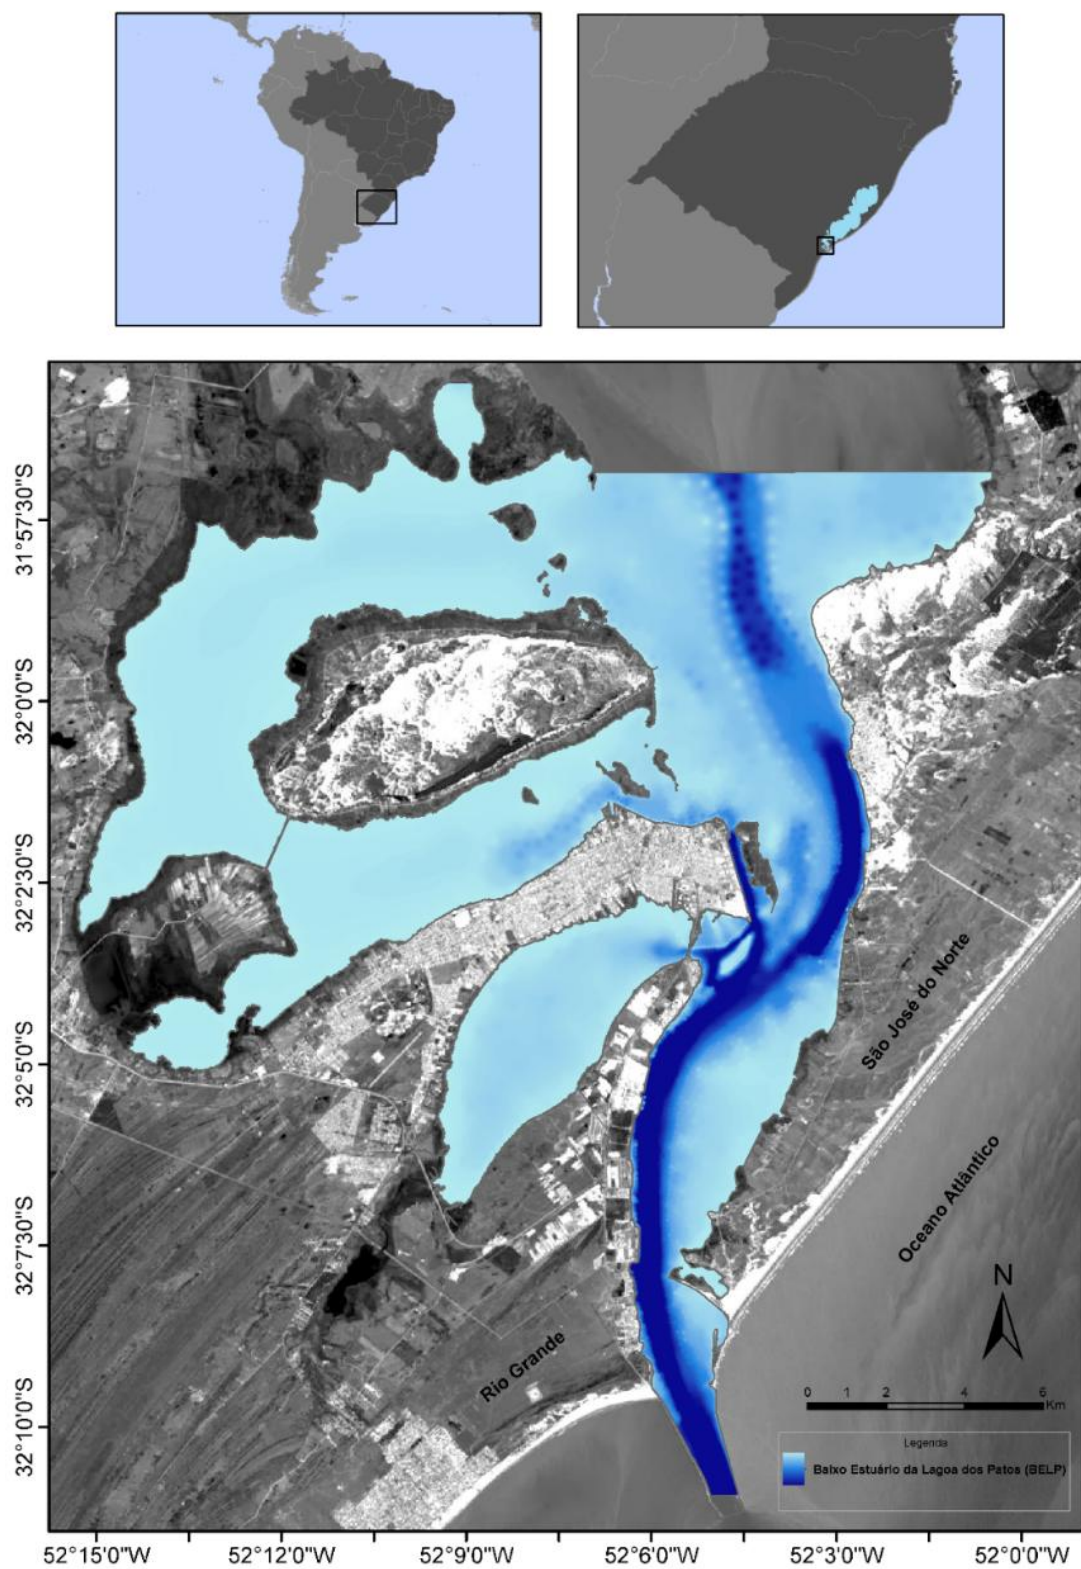 31°57'30"S
32°0'0"S
32°2'30"S
32°5'0"S
32°7'30"S
32°10'0"S
São José do Norte
Oceano Atlântico
Rio Grande
N
0 1 2 4 6
Km
Legenda
Baixo Estuário da Lagoa dos Patos (BELP)
52°15'0"W 52°12'0"W 52°9'0"W 52°6'0"W 52°3'0"W 52°0'0"W